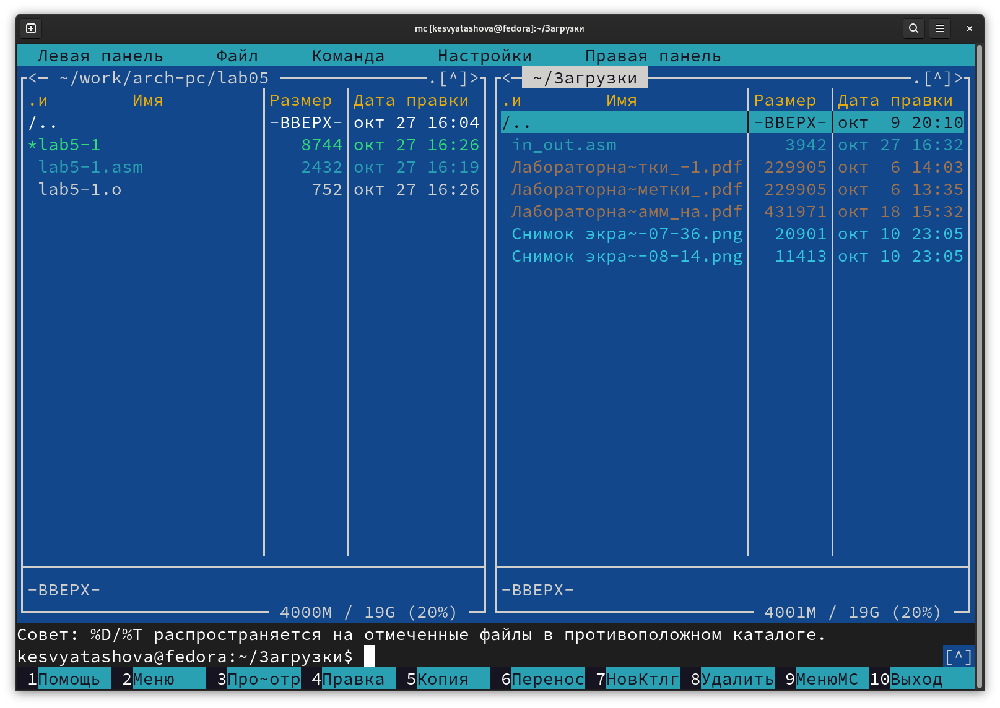 mc [kesvyatashova@fedora]:~/Загрузки
Левая панель Файл Команда Настройки Правая панель
<— ~/work/arch-pc/lab05 .[^]> <— ~/Загрузки .[^]>
.и Имя Размер Дата правки .и Имя Размер Дата правки
/.. -ВВЕРХ- окт 27 16:04 /.. -ВВЕРХ- окт 9 20:10
*lab5-1 8744 окт 27 16:26 in_out.asm 3942 окт 27 16:32
lab5-1.asm 2432 окт 27 16:19 Лабораторна~тки_-1.pdf 229905 окт 6 14:03
lab5-1.o 752 окт 27 16:26 Лабораторна~метки_.pdf 229905 окт 6 13:35
Лабораторна~амм_на.pdf 431971 окт 18 15:32
Снимок экра~-07-36.png 20901 окт 10 23:05
Снимок экра~-08-14.png 11413 окт 10 23:05
-ВВЕРХ- -ВВЕРХ-
4000M / 19G (20%) 4001M / 19G (20%)
Совет: %D/%T распространяется на отмеченные файлы в противоположном каталоге.
kesvyatashova@fedora:~/Загрузки$ [^]
1Помощь 2Меню 3Про~отр 4Правка 5Копия 6Перенос 7НовКтлг 8Удалить 9МенюМС 10Выход